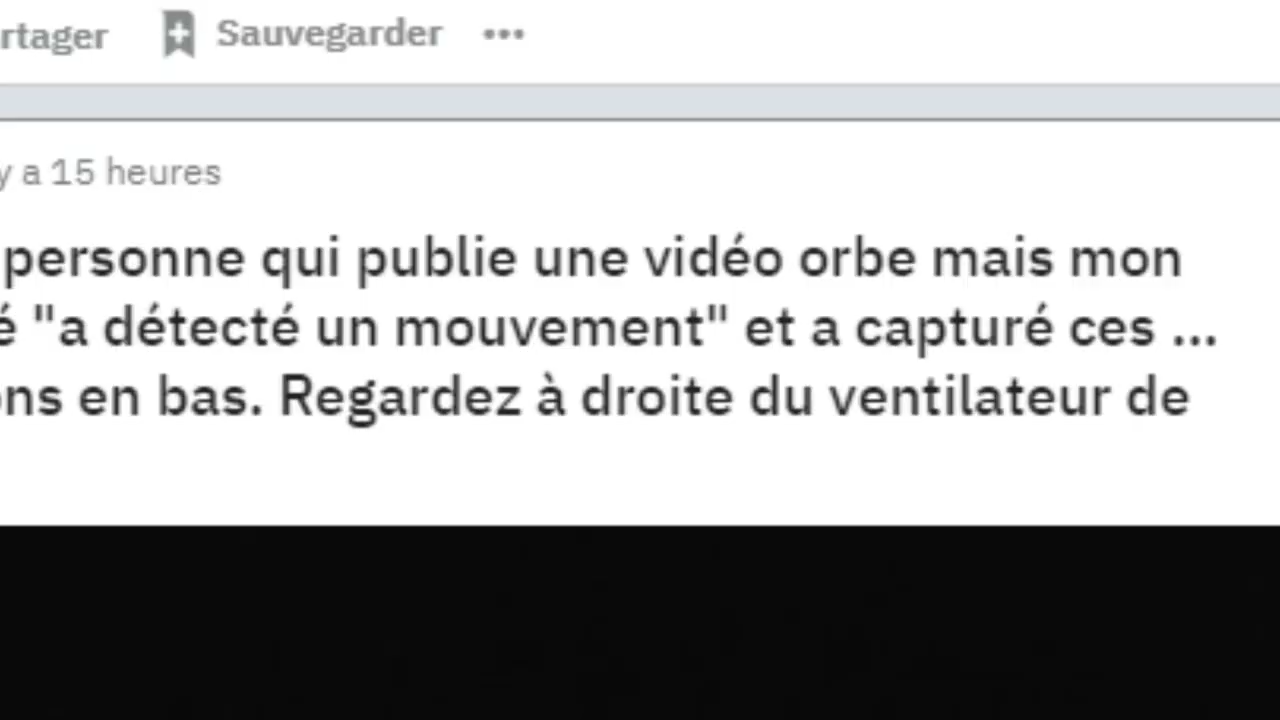 rtager Sauvegarder •••
y a 15 heures
personne qui publie une vidéo orbe mais mon
é "a détecté un mouvement" et a capturé ces ...
ons en bas. Regardez à droite du ventilateur de